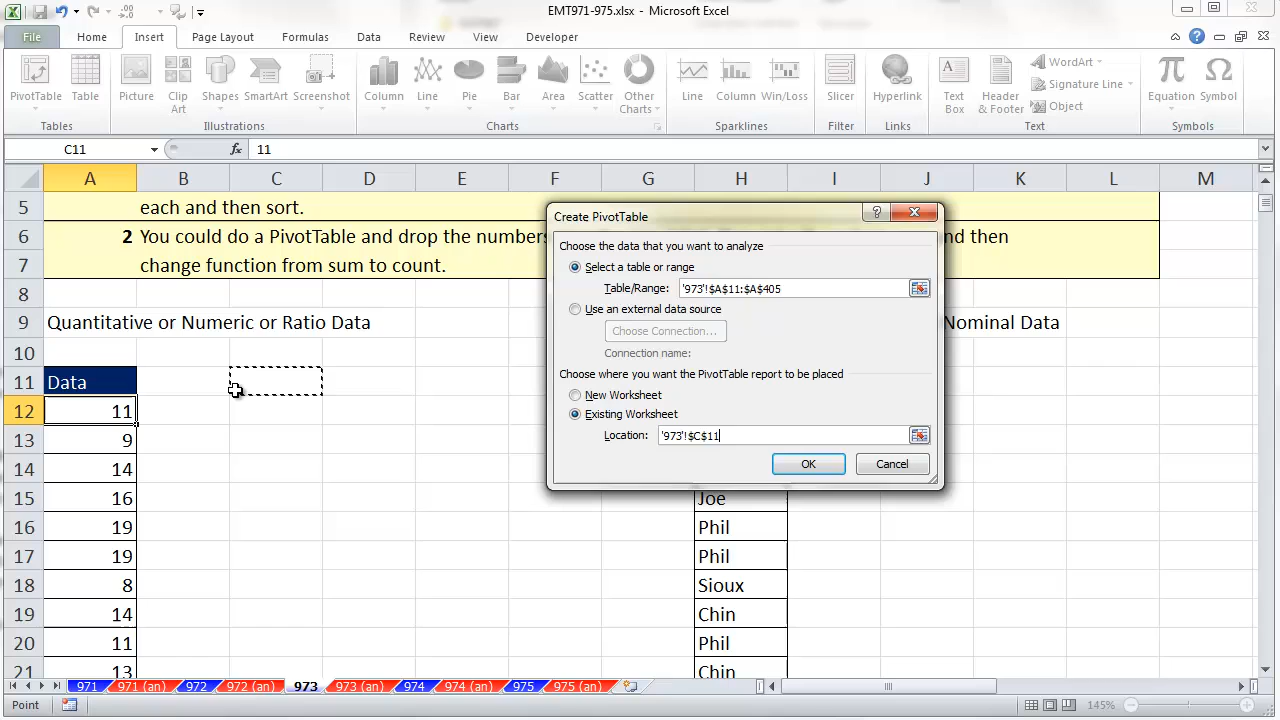 EMT971-975.xlsx - Microsoft Excel
File Home Insert Page Layout Formulas Data Review View Developer
PivotTable Table Picture Clip Art Shapes SmartArt Screenshot Column Line Pie Bar Area Scatter Other Charts Line Column Win/Loss Slicer Hyperlink Text Box Header & Footer WordArt Signature Line Object Equation Symbol
Tables Illustrations Charts Sparklines Filter Links Text Symbols
C11 fx 11
A B C D E F G H I J K L M
5 each and then sort.
6 2 You could do a PivotTable and drop the numbers nd then
7 change function from sum to count.
8
9 Quantitative or Numeric or Ratio Data Nominal Data
10
11 Data
12 11
13 9
14 14
15 16 Joe
16 19 Phil
17 19 Phil
18 8 Sioux
19 14 Chin
20 11 Phil
21 13 Chin
Create PivotTable
Choose the data that you want to analyze
Select a table or range
Table/Range: '973'!$A$11:$A$405
Use an external data source
Choose Connection...
Connection name:
Choose where you want the PivotTable report to be placed
New Worksheet
Existing Worksheet
Location: '973'!$C$11
OK Cancel
971 971 (an) 972 972 (an) 973 973 (an) 974 974 (an) 975 975 (an)
Point 145%